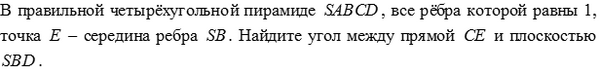 В правильной четырёхугольной пирамиде SABCD, все рёбра которой равны 1,
точка E – середина ребра SB. Найдите угол между прямой CE и плоскостью
SBD.